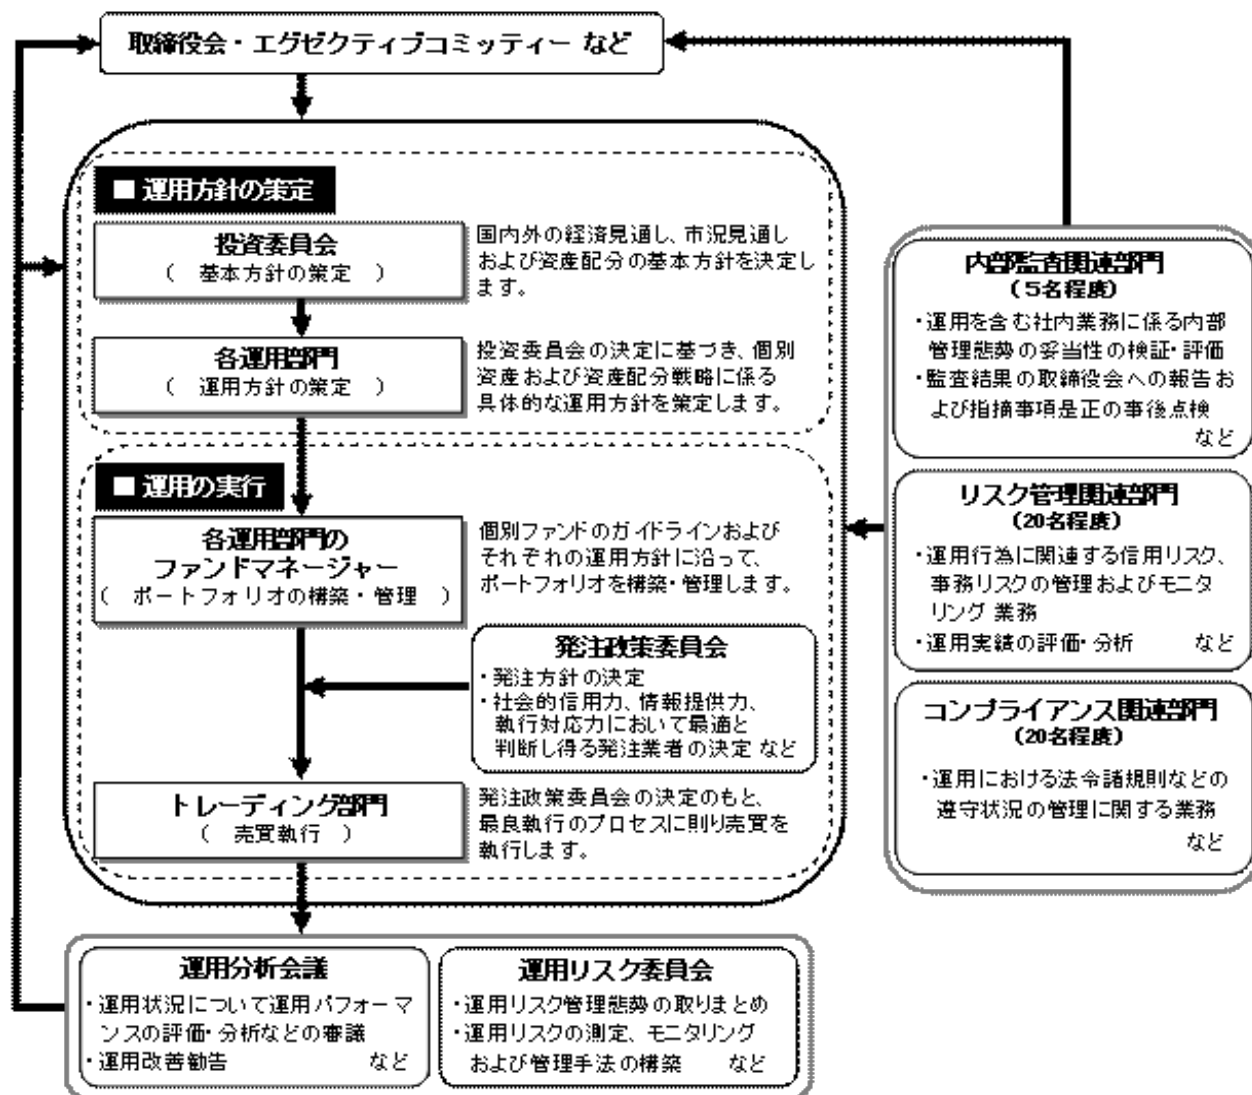 取締役会・エグゼクティブコミッティー など
■ 運用方針の策定
投資委員会
（ 基本方針の策定 ）
国内外の経済見通し、市況見通し
および資産配分の基本方針を決定し
ます。
各運用部門
（ 運用方針の策定 ）
投資委員会の決定に基づき、個別
資産および資産配分戦略に係る
具体的な運用方針を策定します。
■ 運用の実行
各運用部門の
ファンドマネージャー
（ ポートフォリオの構築・管理 ）
個別ファンドのガイドラインおよび
それぞれの運用方針に沿って、
ポートフォリオを構築・管理します。
発注政策委員会
・発注方針の決定
・社会的信用力、情報提供力、
執行対応力において最適と
判断し得る発注業者の決定 など
トレーディング部門
（ 売買執行 ）
発注政策委員会の決定のもと、
最良執行のプロセスに則り売買を
執行します。
運用分析会議
・運用状況について運用パフォーマ
ンスの評価・分析などの審議
・運用改善勧告 など
運用リスク委員会
・運用リスク管理態勢の取りまとめ
・運用リスクの測定、モニタリング
および管理手法の構築 など
内部監査関連部門
（５名程度）
・運用を含む社内業務に係る内部
管理態勢の妥当性の検証・評価
・監査結果の取締役会への報告お
よび指摘事項是正の事後点検
など
リスク管理関連部門
（20名程度）
・運用行為に関連する信用リスク、
事務リスクの管理およびモニタ
リング 業務
・運用実績の評価・分析 など
コンプライアンス関連部門
（20名程度）
・運用における法令諸規則などの
遵守状況の管理に関する業務
など